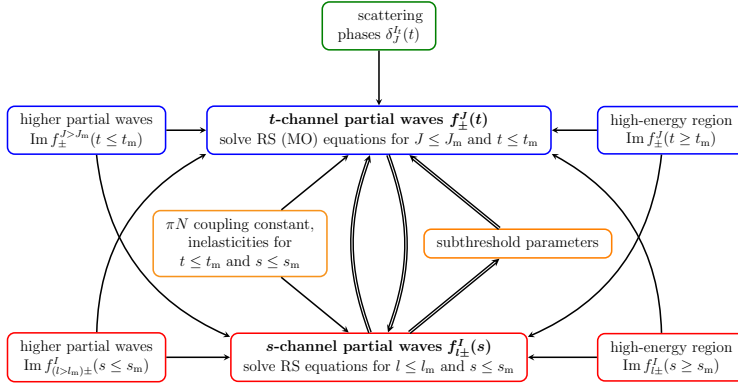 scattering
phases δ_J^{I_t}(t)
higher partial waves
Im f_±^{J>J_m}(t ≤ t_m)
t-channel partial waves f_±^J(t)
solve RS (MO) equations for J ≤ J_m and t ≤ t_m
high-energy region
Im f_±^J(t ≥ t_m)
πN coupling constant,
inelasticities for
t ≤ t_m and s ≤ s_m
subthreshold parameters
higher partial waves
Im f_{(l>l_m)±}^I(s ≤ s_m)
s-channel partial waves f_{l±}^I(s)
solve RS equations for l ≤ l_m and s ≤ s_m
high-energy region
Im f_{l±}^I(s ≥ s_m)